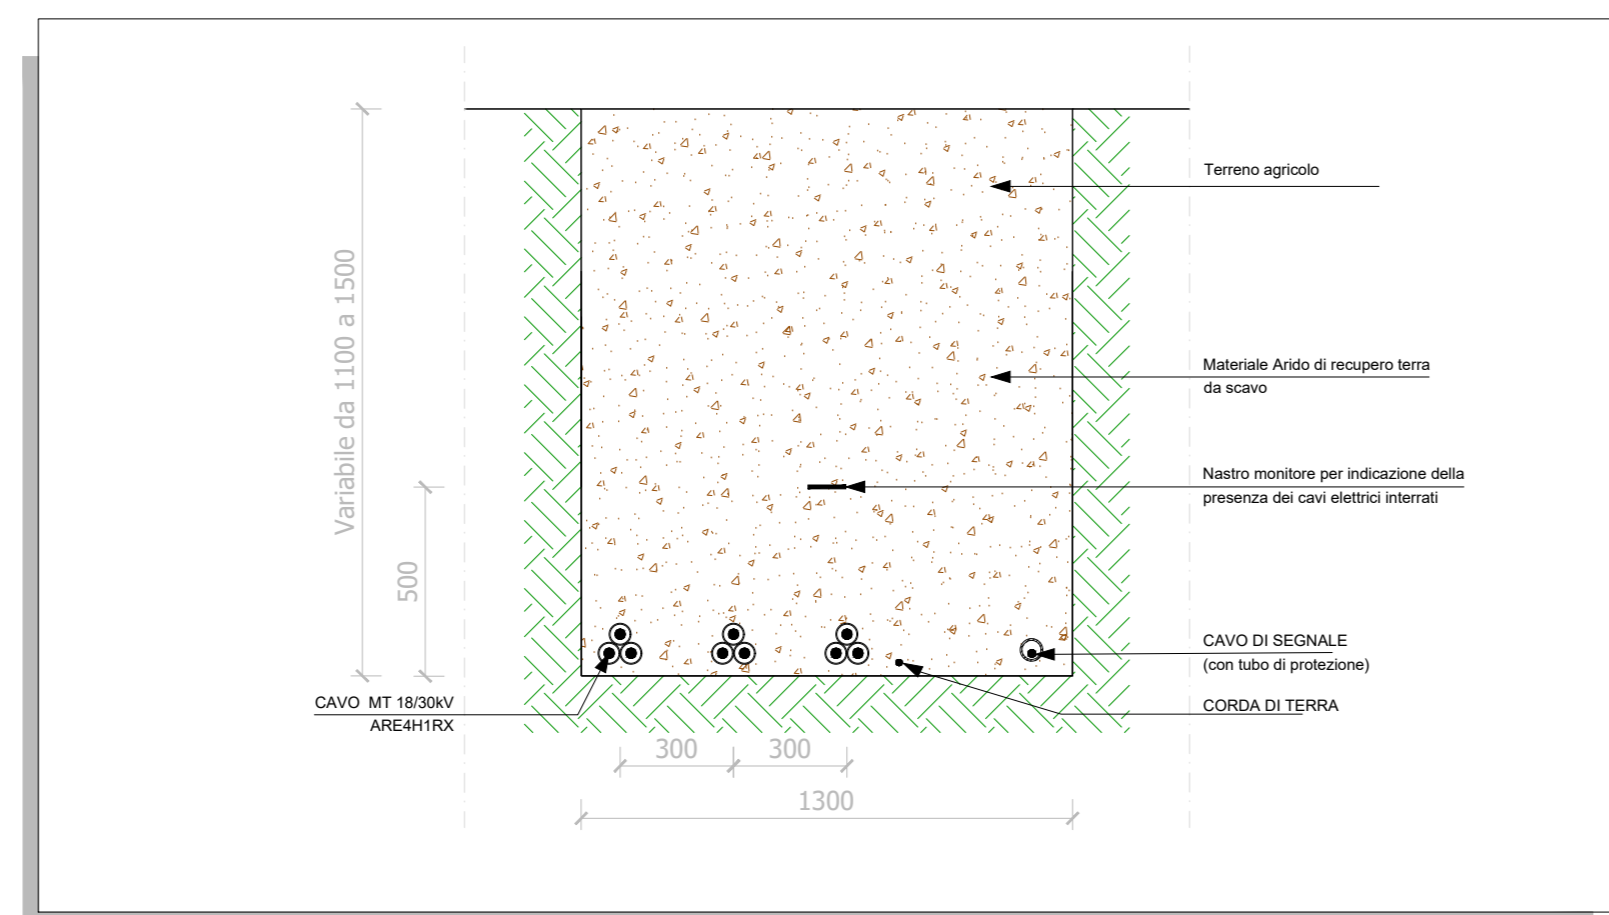 Terreno agricolo
Variabile da 1100 a 1500
Materiale Arido di recupero terra
da scavo
Nastro monitore per indicazione della
presenza dei cavi elettrici interrati
500
CAVO DI SEGNALE
(con tubo di protezione)
CAVO MT 18/30kV
ARE4H1RX
CORDA DI TERRA
300
300
1300